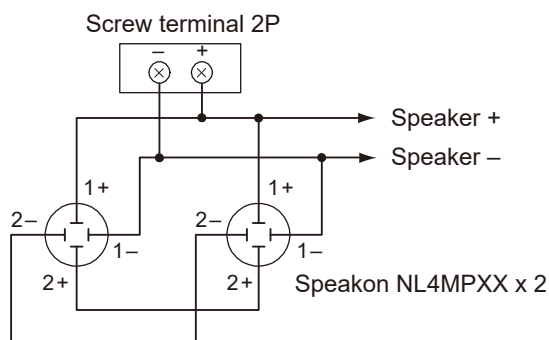 Screw terminal 2P
– +
Speaker +
Speaker –
1+ 1+
2– 2–
1– 1–
2+ 2+
Speakon NL4MPXX x 2